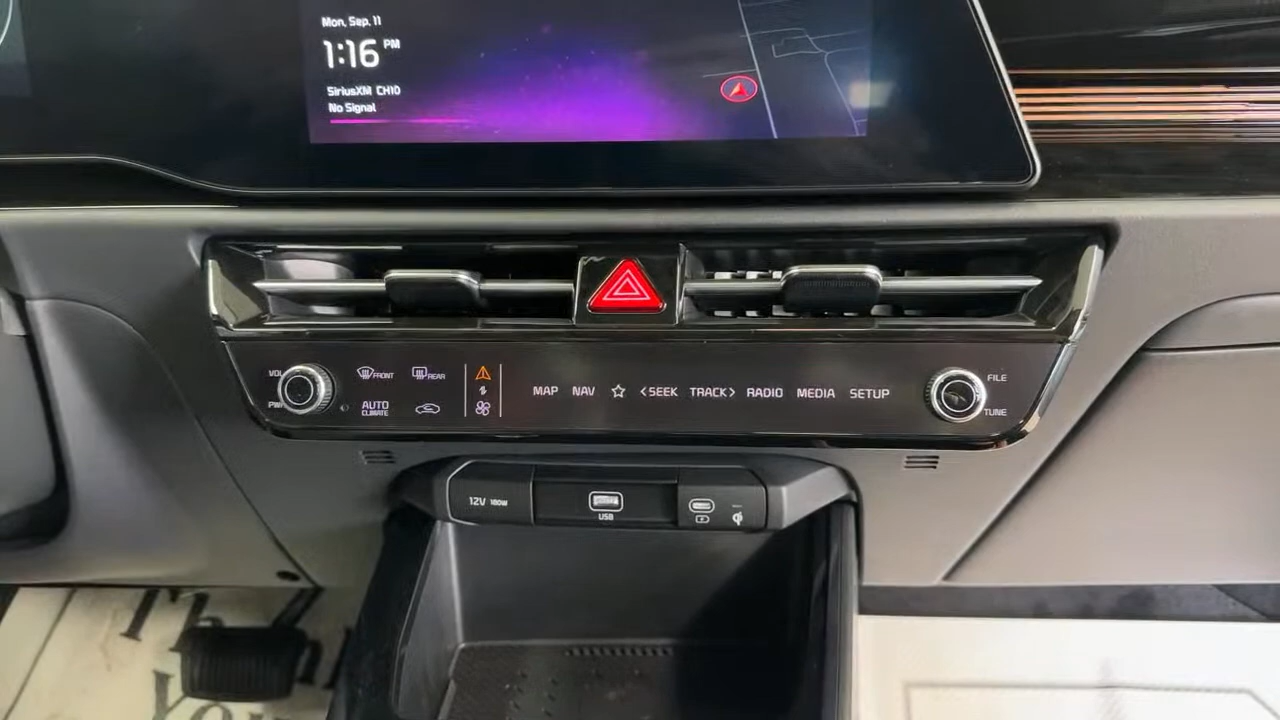 Mon, Sep. 11
1:16 PM
SiriusXM CH10
No Signal
VOL
PWR
FRONT
REAR
AUTO
CLIMATE
MAP NAV ☆ <SEEK TRACK> RADIO MEDIA SETUP
FILE
TUNE
12V 180W
USB